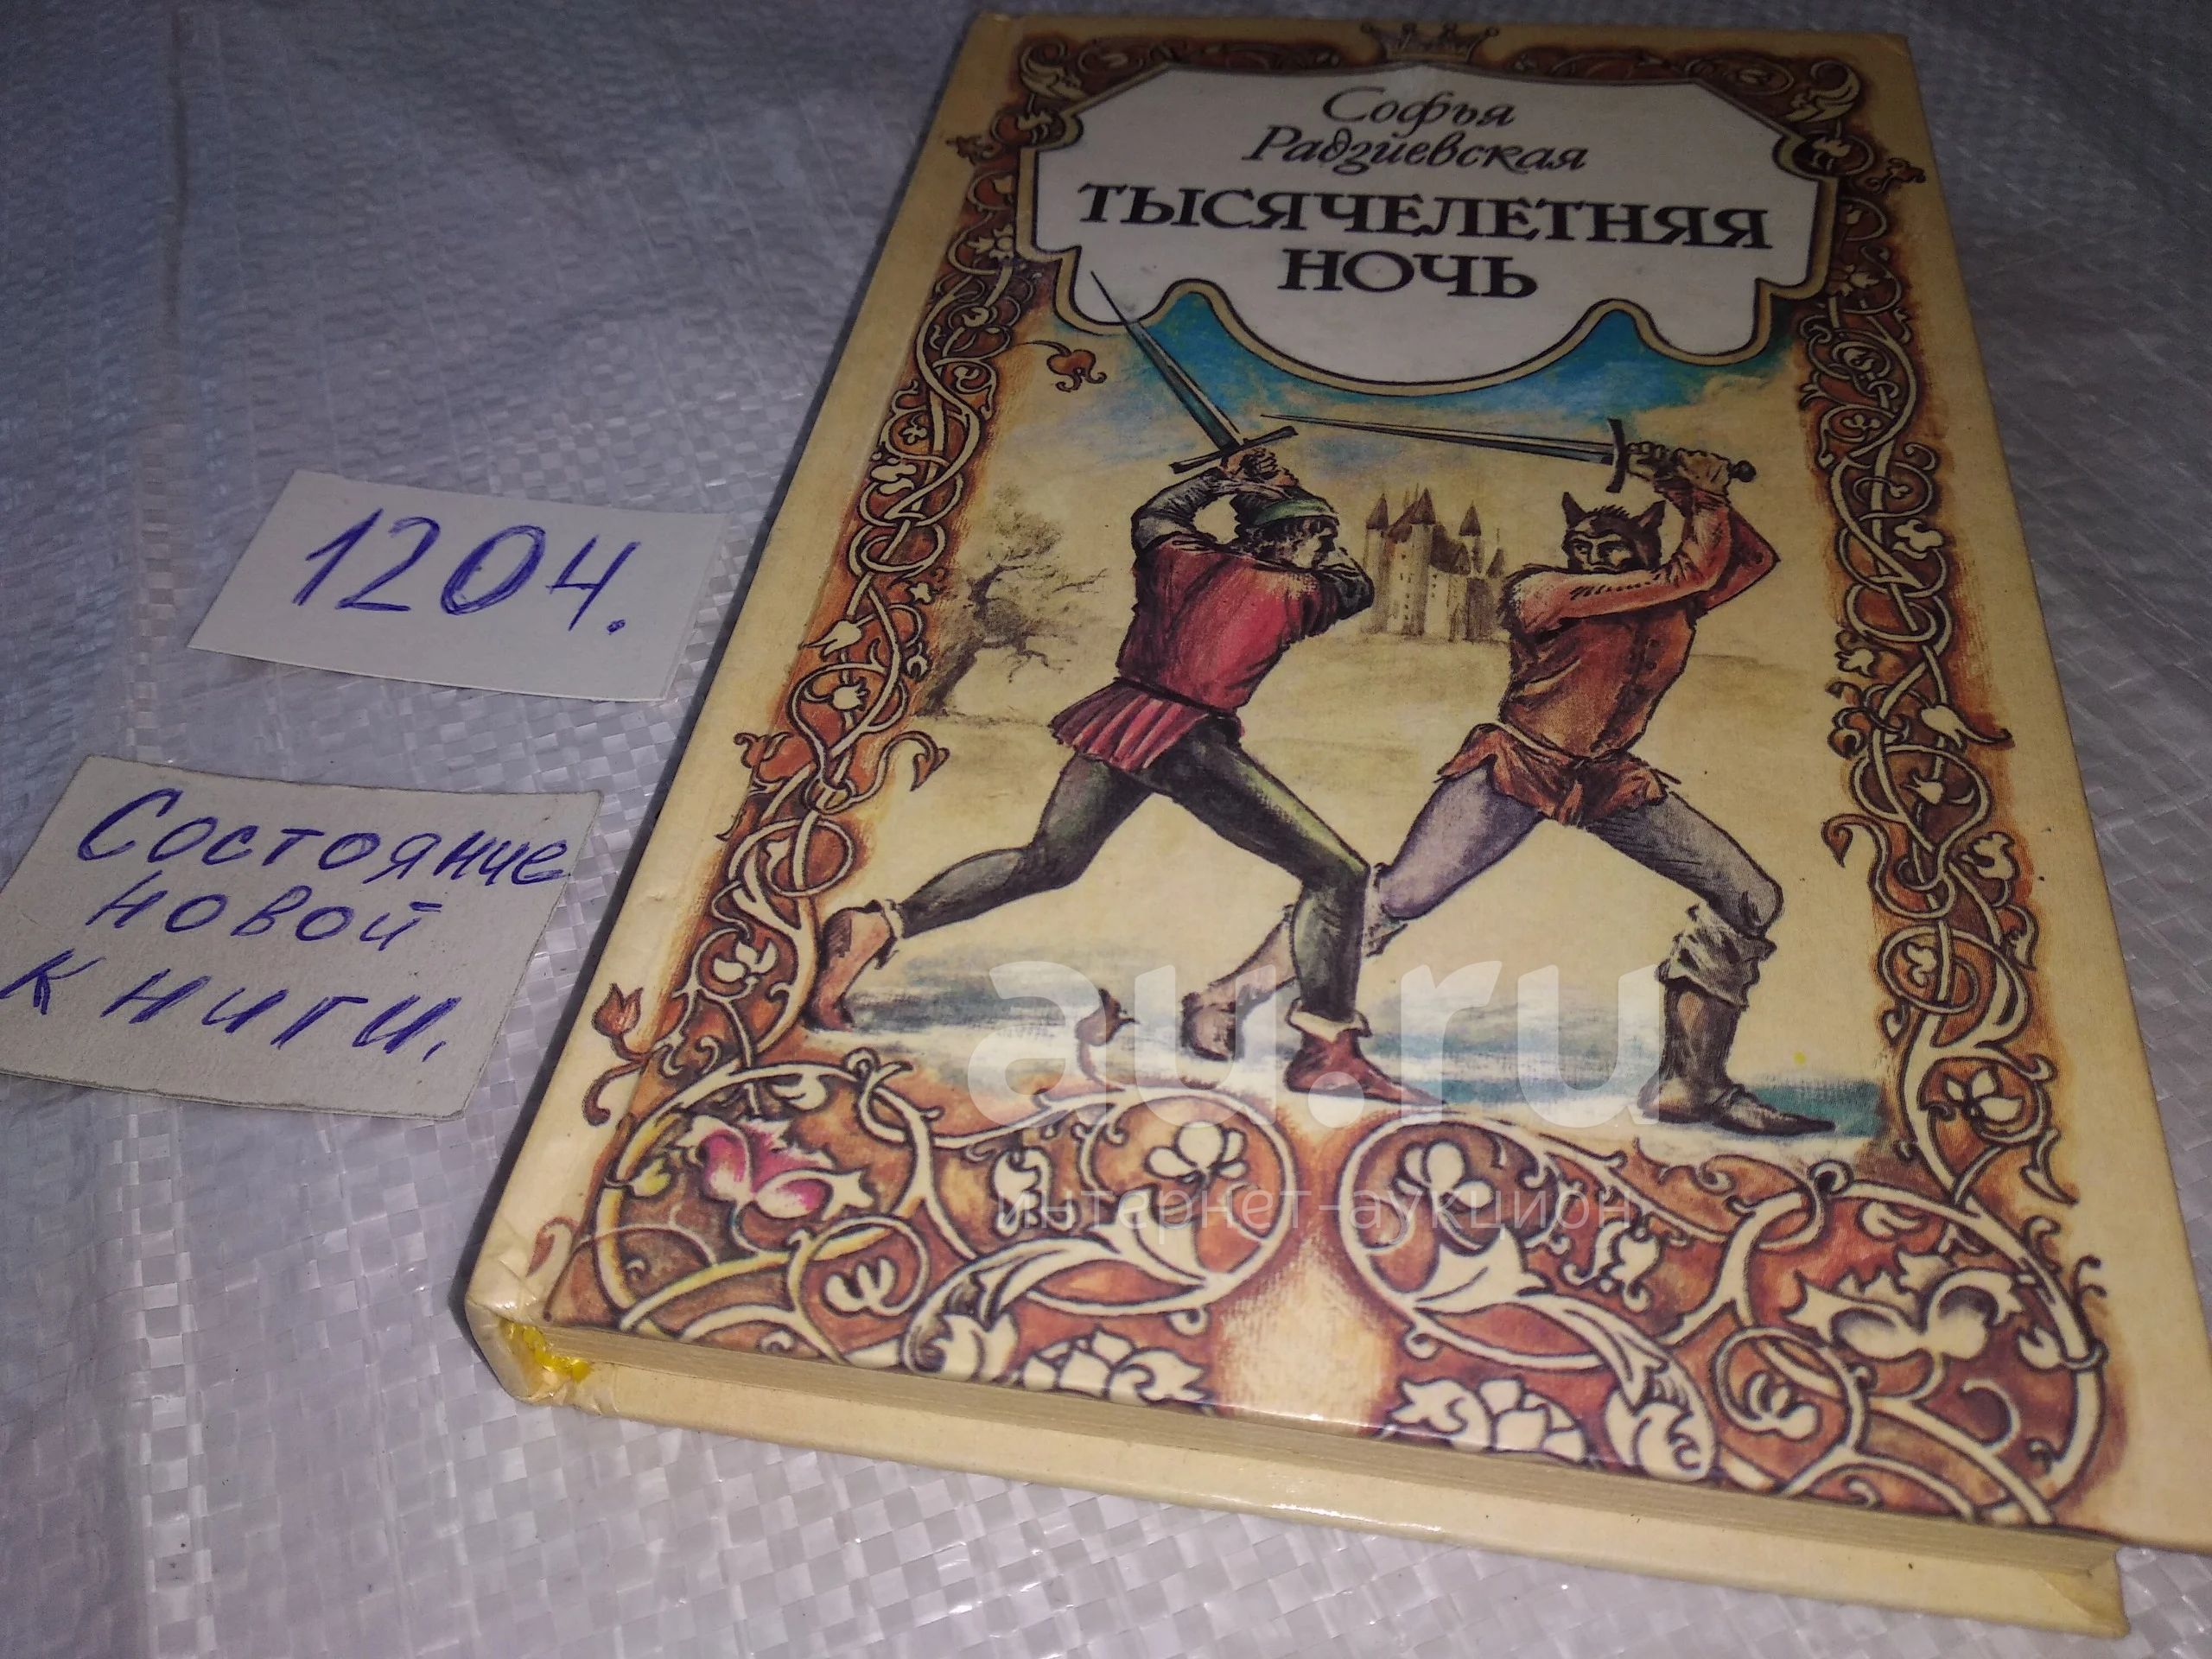 Софья
Радзиевская
ТЫСЯЧЕЛЕТНЯЯ
НОЧЬ
1204.
Состояние
новой
книги.
au.ru
интернет-аукцион